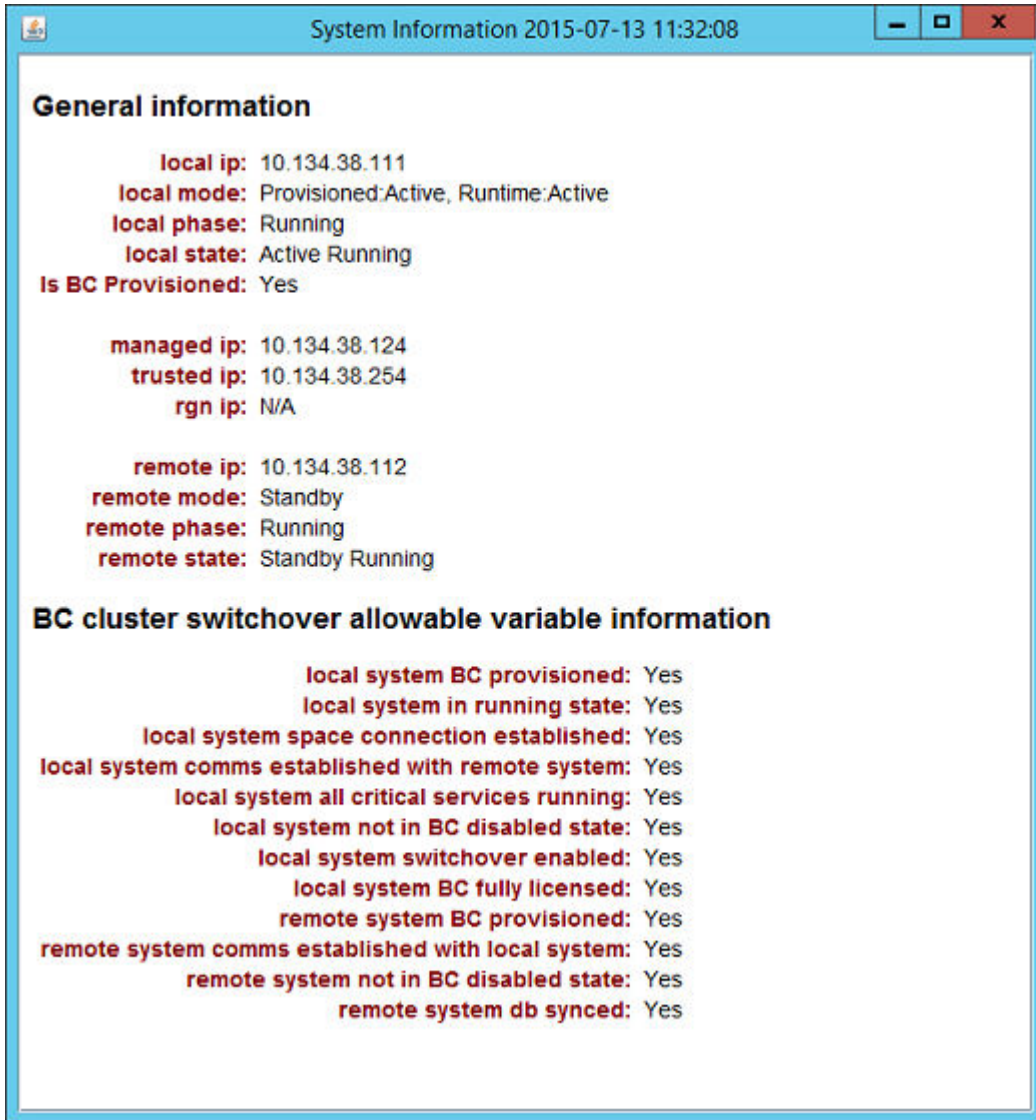 System Information 2015-07-13 11:32:08
General information
local ip: 10.134.38.111
local mode: Provisioned:Active, Runtime:Active
local phase: Running
local state: Active Running
Is BC Provisioned: Yes
managed ip: 10.134.38.124
trusted ip: 10.134.38.254
rgn ip: N/A
remote ip: 10.134.38.112
remote mode: Standby
remote phase: Running
remote state: Standby Running
BC cluster switchover allowable variable information
local system BC provisioned: Yes
local system in running state: Yes
local system space connection established: Yes
local system comms established with remote system: Yes
local system all critical services running: Yes
local system not in BC disabled state: Yes
local system switchover enabled: Yes
local system BC fully licensed: Yes
remote system BC provisioned: Yes
remote system comms established with local system: Yes
remote system not in BC disabled state: Yes
remote system db synced: Yes